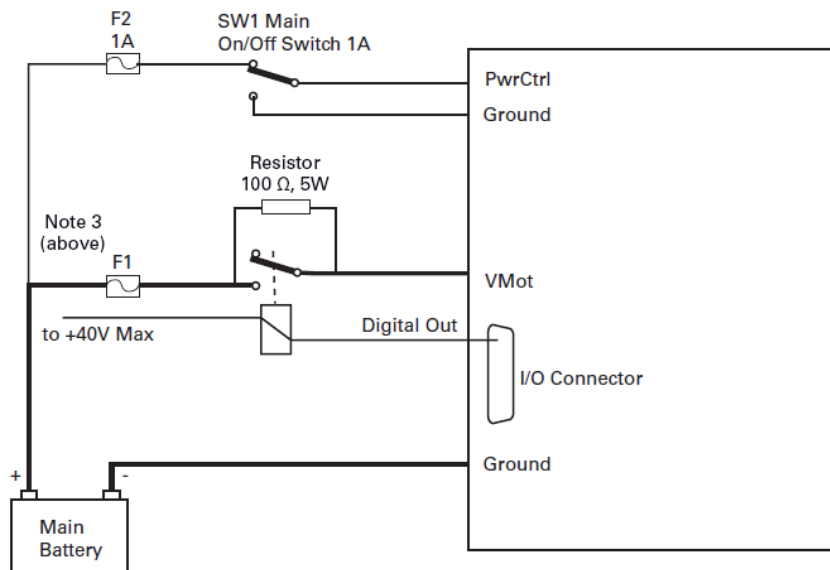 F2
1A
SW1 Main
On/Off Switch 1A
PwrCtrl
Ground
Resistor
100 Ω, 5W
Note 3
(above)
F1
VMot
to +40V Max
Digital Out
I/O Connector
Ground
+
-
Main
Battery